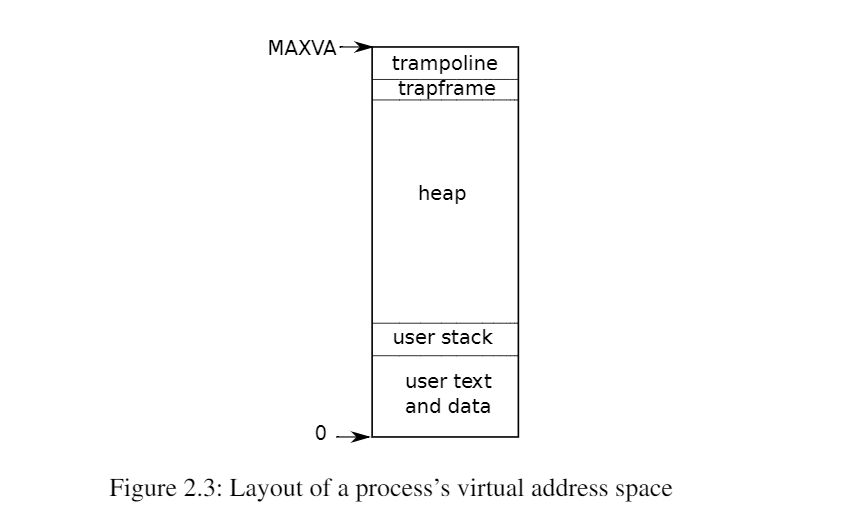 MAXVA
trampoline
trapframe
heap
user stack
user text
and data
0
Figure 2.3: Layout of a process’s virtual address space